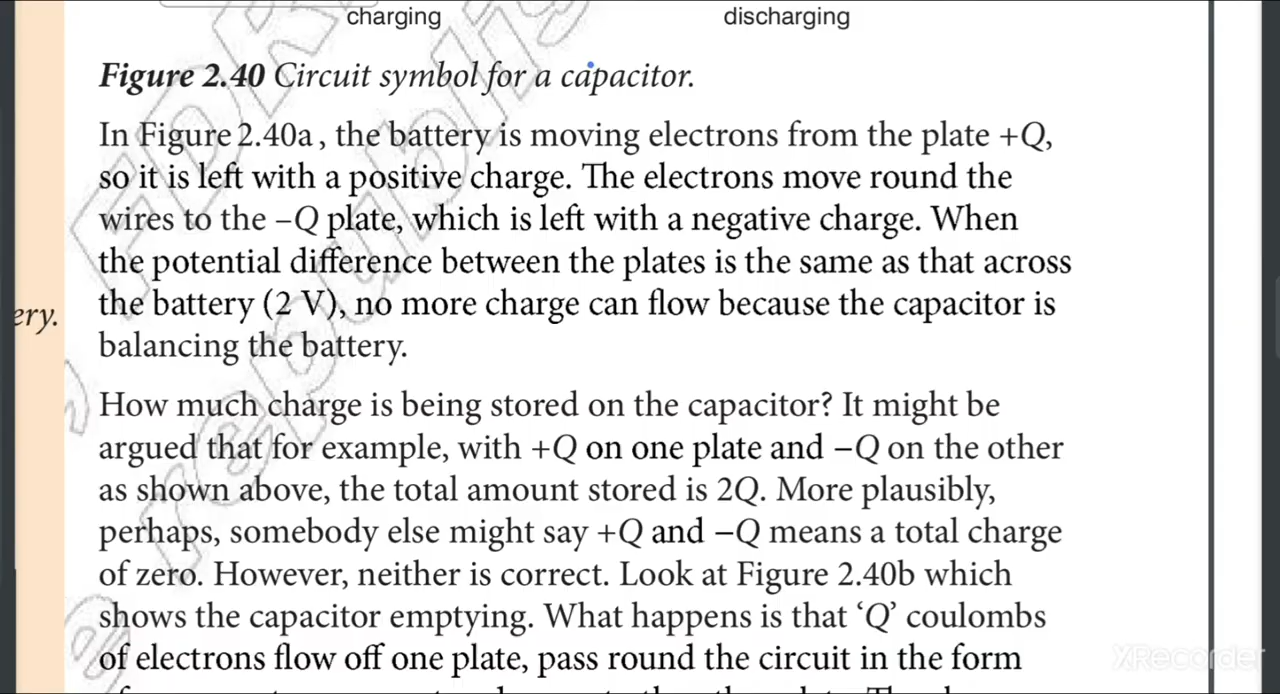 charging
discharging
Figure 2.40 Circuit symbol for a capacitor.
In Figure 2.40a , the battery is moving electrons from the plate +Q,
so it is left with a positive charge. The electrons move round the
wires to the –Q plate, which is left with a negative charge. When
the potential difference between the plates is the same as that across
the battery (2 V), no more charge can flow because the capacitor is
ery.
balancing the battery.
How much charge is being stored on the capacitor? It might be
argued that for example, with +Q on one plate and –Q on the other
as shown above, the total amount stored is 2Q. More plausibly,
perhaps, somebody else might say +Q and –Q means a total charge
of zero. However, neither is correct. Look at Figure 2.40b which
shows the capacitor emptying. What happens is that ‘Q’ coulombs
of electrons flow off one plate, pass round the circuit in the form
XRecorder